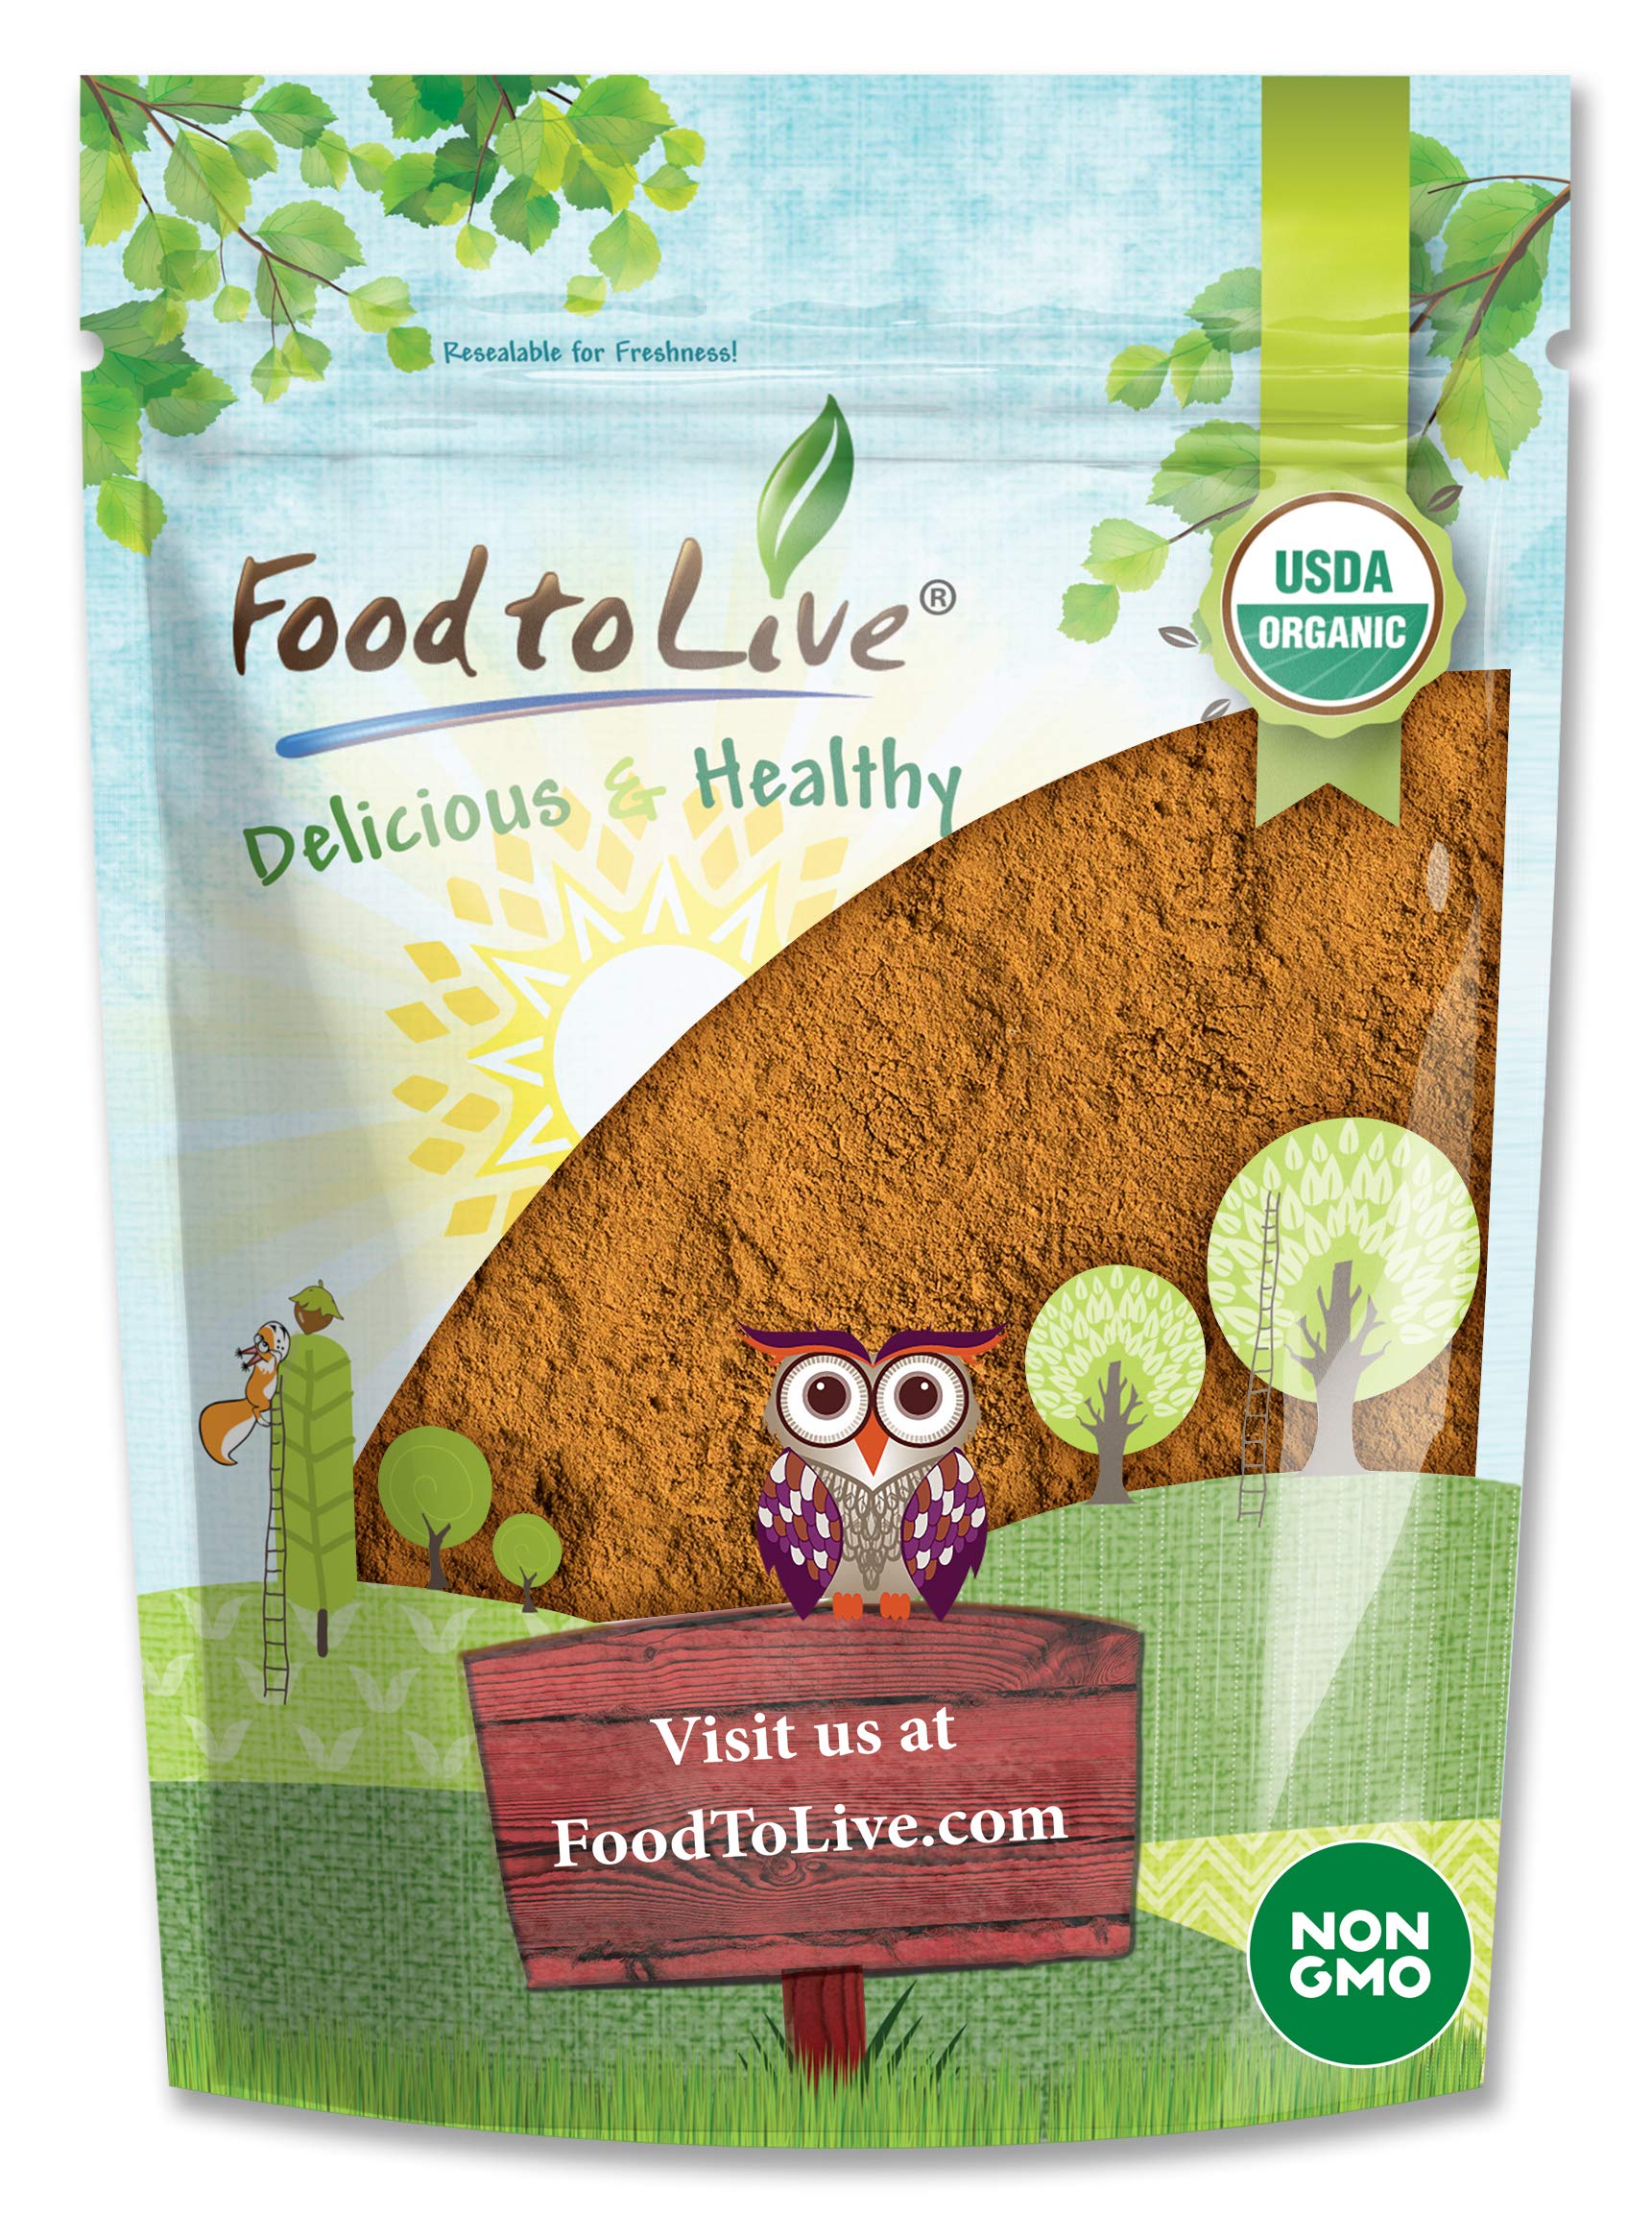 Resealable for Freshness!
Food to Live®
Delicious & Healthy
USDA
ORGANIC
Visit us at
FoodToLive.com
NON
GMO